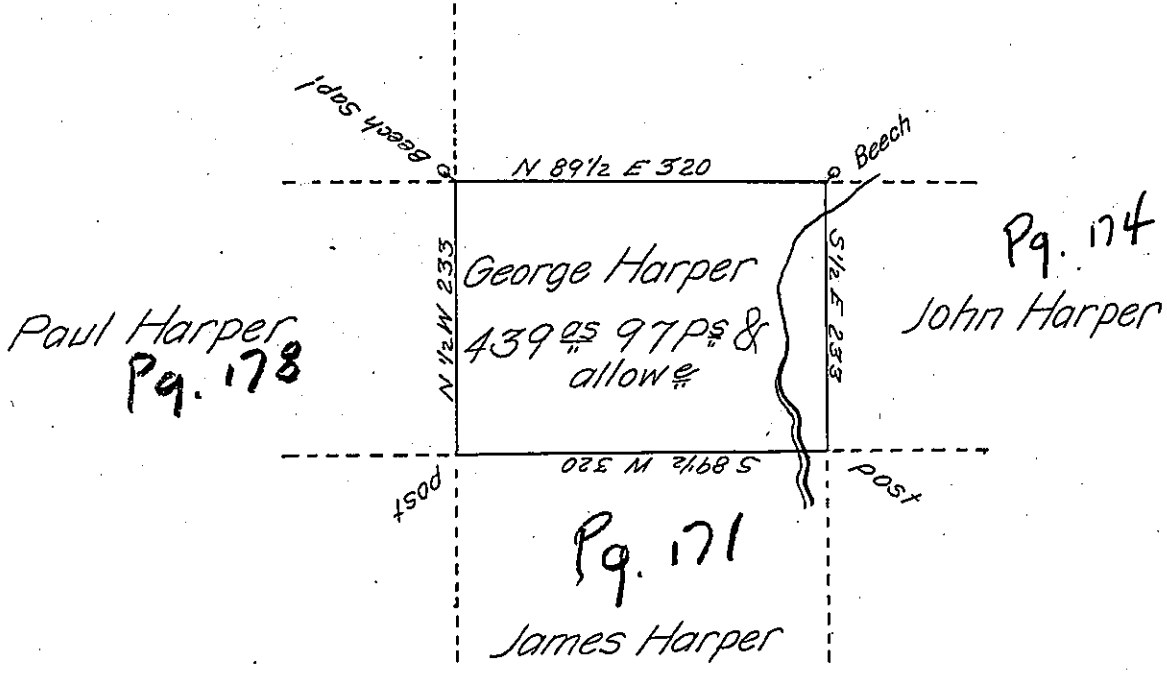 Beech Sapl
N 89½ E 320
Beech
Pg. 174
John Harper
S ½ E 233
N ½ W 233
George Harper
439 as 97 Ps &
allowe
Paul Harper
Pg. 178
S 89½ W 320
post
post
Pg. 171
James Harper